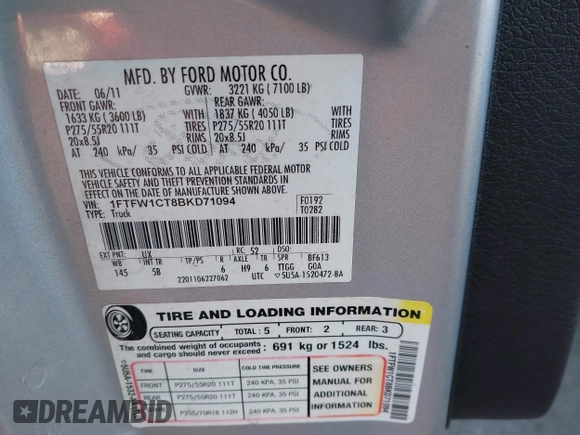 MFD. BY FORD MOTOR CO.
DATE: 06/11 GVWR: 3221 KG ( 7100 LB)
FRONT GAWR: REAR GAWR:
1633 KG ( 3600 LB) 1837 KG ( 4050 LB)
P275/55R20 111T TIRES P275/55R20 111T
20x8.5J RIMS 20x8.5J
AT 240 kPa/ 35 PSI COLD AT 240 kPa/ 35 PSI COLD
THIS VEHICLE CONFORMS TO ALL APPLICABLE FEDERAL MOTOR
VEHICLE SAFETY AND THEFT PREVENTION STANDARDS IN
EFFECT ON THE DATE OF MANUFACTURE SHOWN ABOVE.
VIN: 1FTFW1CT8BKD71094 F0192
TYPE: Truck T0282
EXT PNT: UX RC: 52 DSO:
WB INT TR TP/PS R AXLE TR SPR BF613
145 5B 6 H9 6 TTGG GOA
2201106227062 UTC 5U5A-1520472-BA
TIRE AND LOADING INFORMATION
SEATING CAPACITY TOTAL : 5 FRONT: 2 REAR: 3
The combined weight of occupants
and cargo should never exceed: 691 kg or 1524 lbs.
TIRE SIZE COLD TIRE PRESSURE
FRONT P275/55R20 111T 240 KPA, 35 PSI
REAR P275/55R20 111T 240 KPA, 35 PSI
P255/70R18 112H 240 KPA, 35 PSI
SEE OWNERS
MANUAL FOR
ADDITIONAL
INFORMATION
1FTFW1CT8BKD71094
DREAMBID